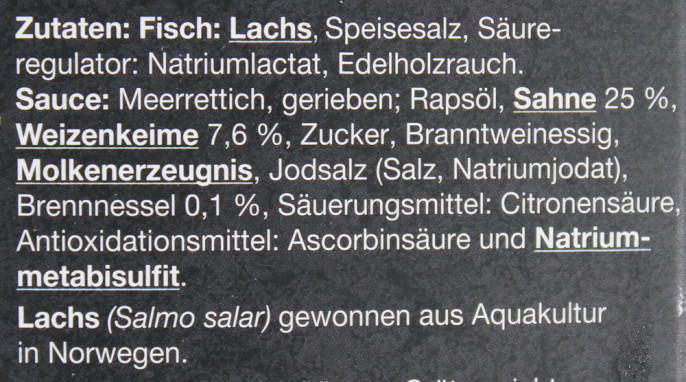 Zutaten: Fisch: Lachs, Speisesalz, Säure-
regulator: Natriumlactat, Edelholzrauch.
Sauce: Meerrettich, gerieben; Rapsöl, Sahne 25 %,
Weizenkeime 7,6 %, Zucker, Branntweinessig,
Molkenerzeugnis, Jodsalz (Salz, Natriumjodat),
Brennnessel 0,1 %, Säuerungsmittel: Citronensäure,
Antioxidationsmittel: Ascorbinsäure und Natrium-
metabisulfit.
Lachs (Salmo salar) gewonnen aus Aquakultur
in Norwegen.